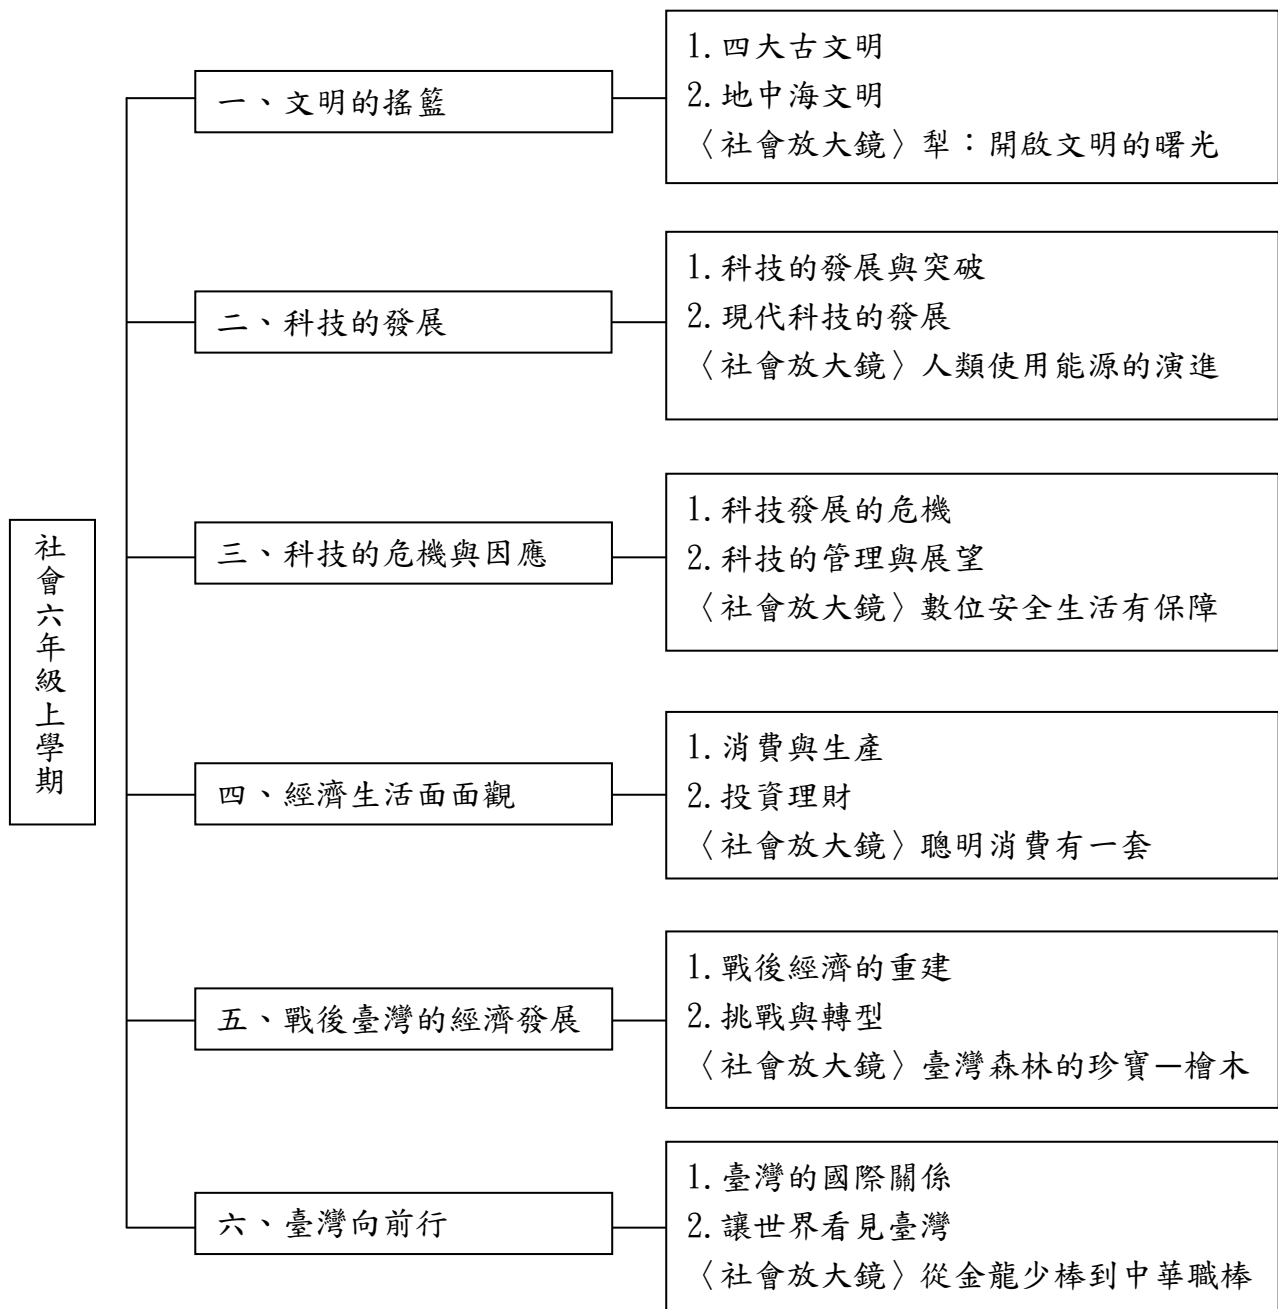 社會六年級上學期
一、文明的搖籃
1.四大古文明
2.地中海文明
〈社會放大鏡〉犁：開啟文明的曙光
二、科技的發展
1.科技的發展與突破
2.現代科技的發展
〈社會放大鏡〉人類使用能源的演進
三、科技的危機與因應
1.科技發展的危機
2.科技的管理與展望
〈社會放大鏡〉數位安全生活有保障
四、經濟生活面面觀
1.消費與生產
2.投資理財
〈社會放大鏡〉聰明消費有一套
五、戰後臺灣的經濟發展
1.戰後經濟的重建
2.挑戰與轉型
〈社會放大鏡〉臺灣森林的珍寶—檜木
六、臺灣向前行
1.臺灣的國際關係
2.讓世界看見臺灣
〈社會放大鏡〉從金龍少棒到中華職棒